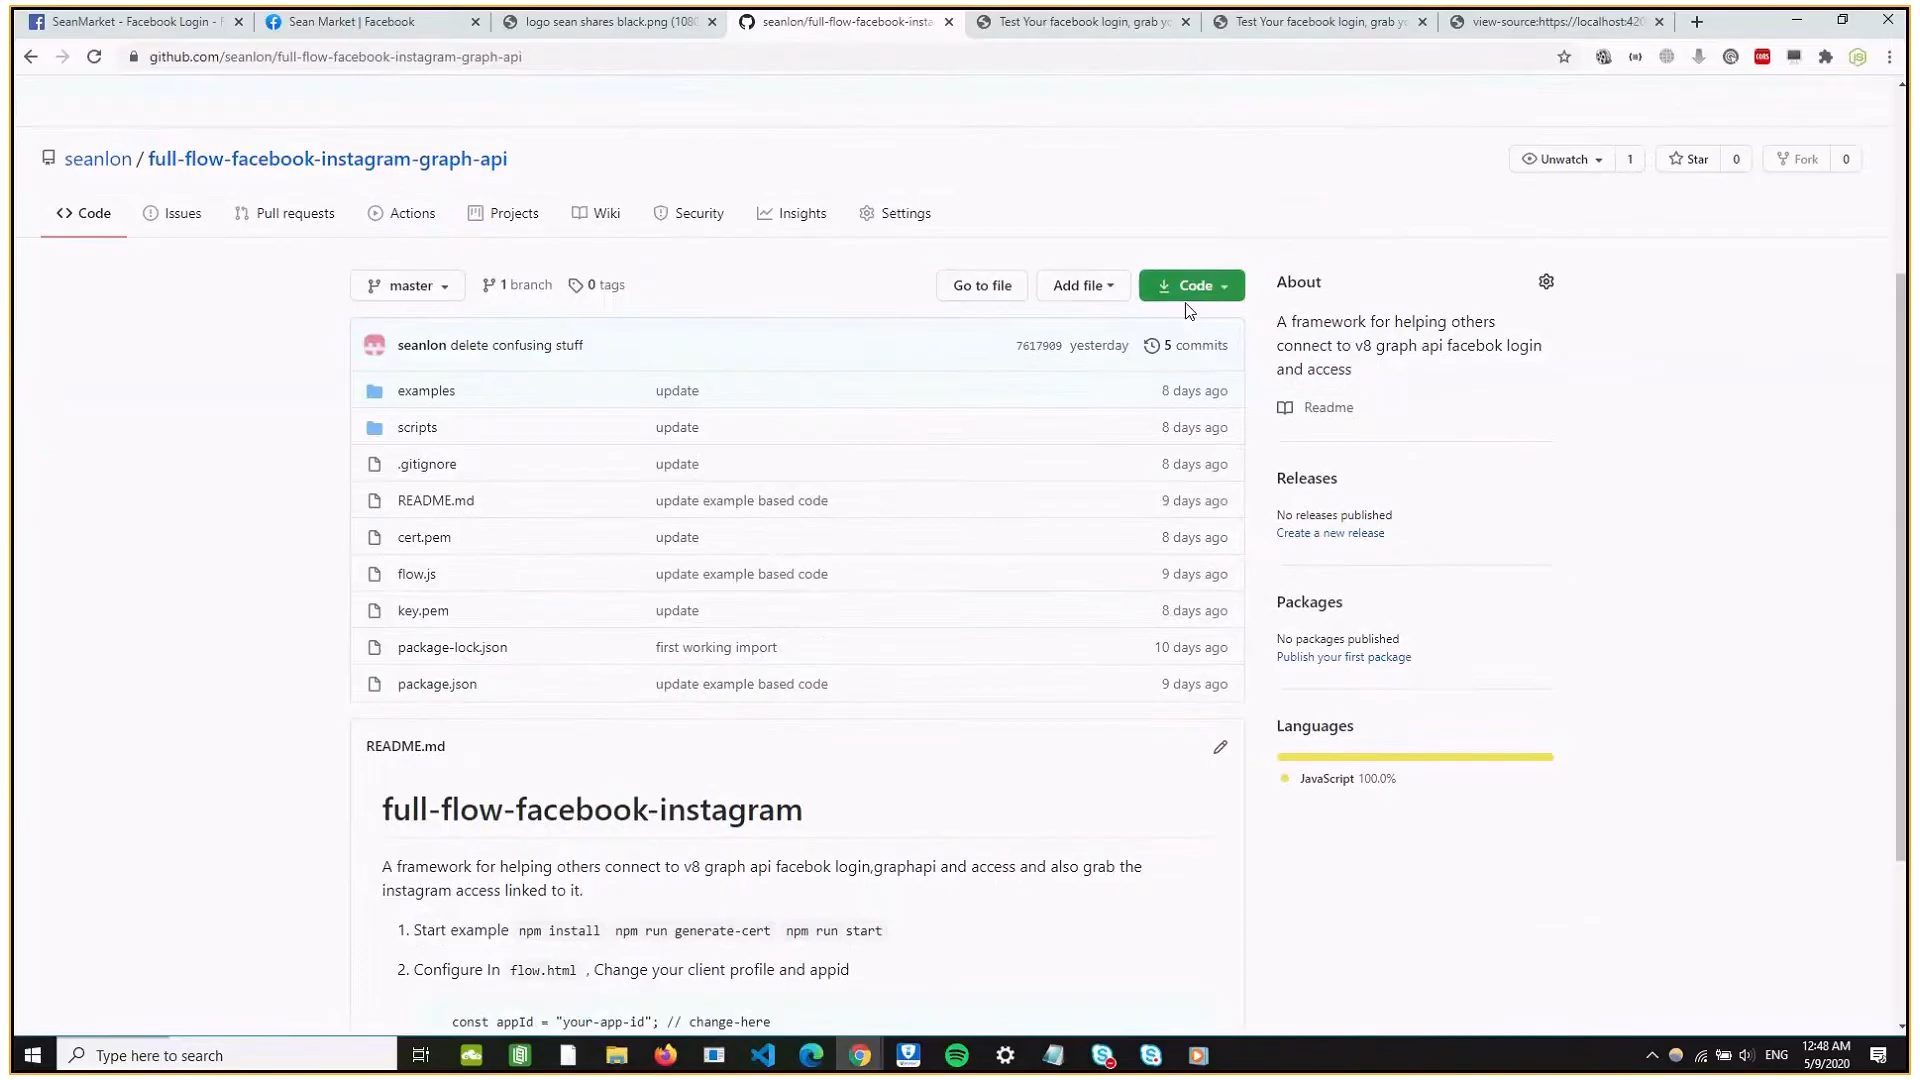 SeanMarket - Facebook Login - F
Sean Market | Facebook
logo sean shares black.png (1080
seanlon/full-flow-facebook-insta
Test Your facebook login, grab yo
Test Your facebook login, grab yo
view-source:https://localhost:420
github.com/seanlon/full-flow-facebook-instagram-graph-api
seanlon / full-flow-facebook-instagram-graph-api
Unwatch 1
Star 0
Fork 0
Code
Issues
Pull requests
Actions
Projects
Wiki
Security
Insights
Settings
master
1 branch
0 tags
Go to file
Add file
Code
seanlon delete confusing stuff 7617909 yesterday 5 commits
examples update 8 days ago
scripts update 8 days ago
.gitignore update 8 days ago
README.md update example based code 9 days ago
cert.pem update 8 days ago
flow.js update example based code 9 days ago
key.pem update 8 days ago
package-lock.json first working import 10 days ago
package.json update example based code 9 days ago
About
A framework for helping others
connect to v8 graph api facebok login
and access
Readme
Releases
No releases published
Create a new release
Packages
No packages published
Publish your first package
Languages
JavaScript 100.0%
README.md
full-flow-facebook-instagram
A framework for helping others connect to v8 graph api facebok login,graphapi and access and also grab the
instagram access linked to it.
1. Start example npm install npm run generate-cert npm run start
2. Configure In flow.html , Change your client profile and appid
const appId = "your-app-id"; // change-here
Type here to search
ENG
12:48 AM
5/9/2020